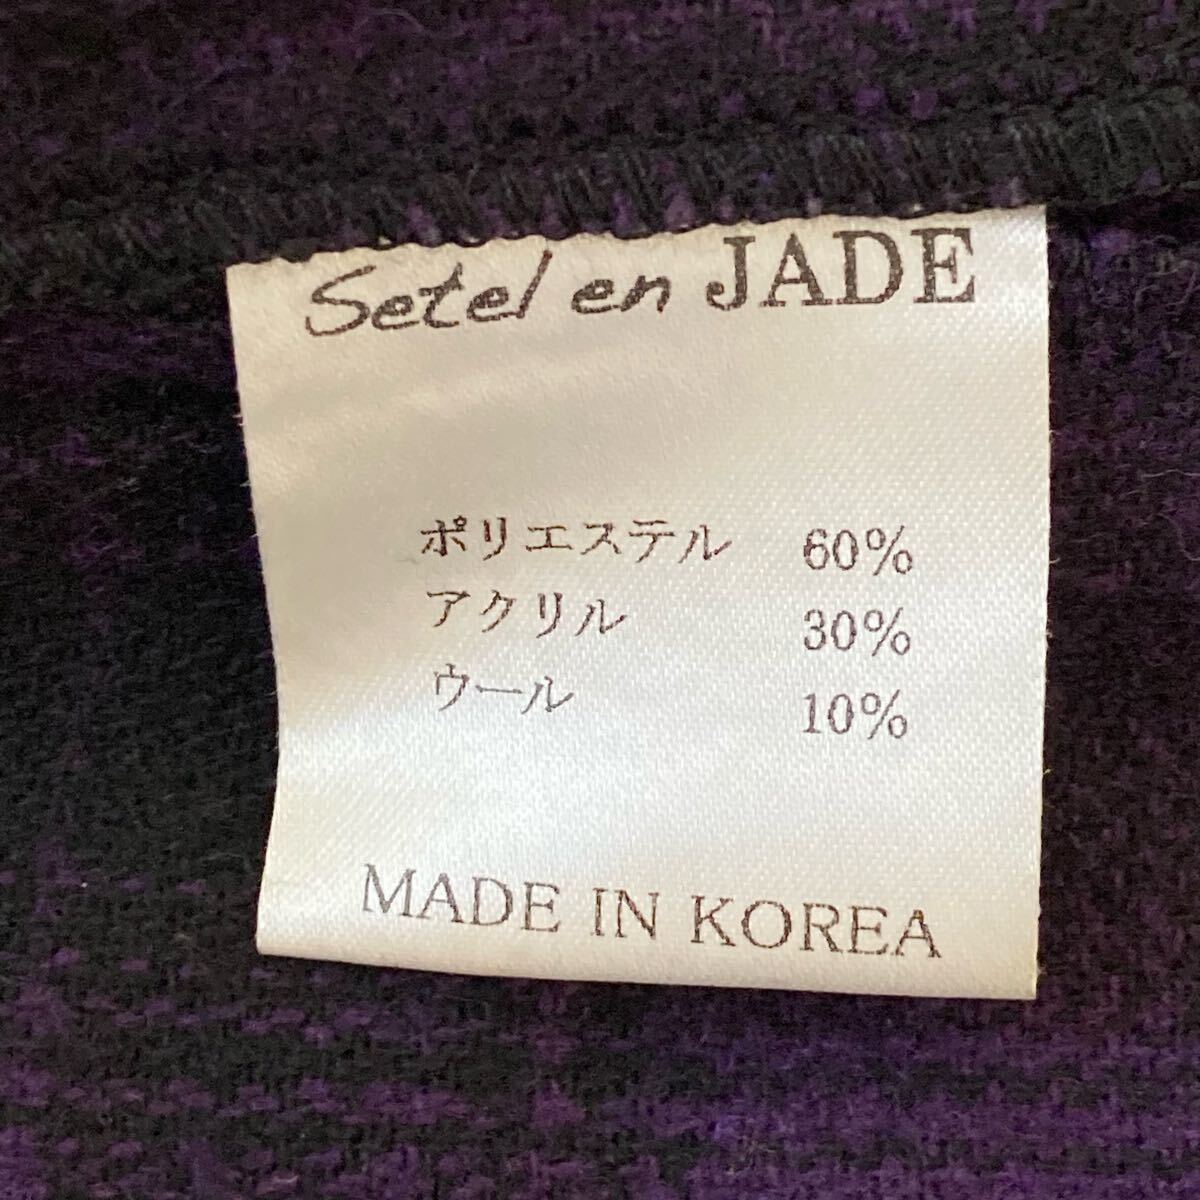 Setel en JADE
ポリエステル 60%
アクリル 30%
ウール 10%
MADE IN KOREA